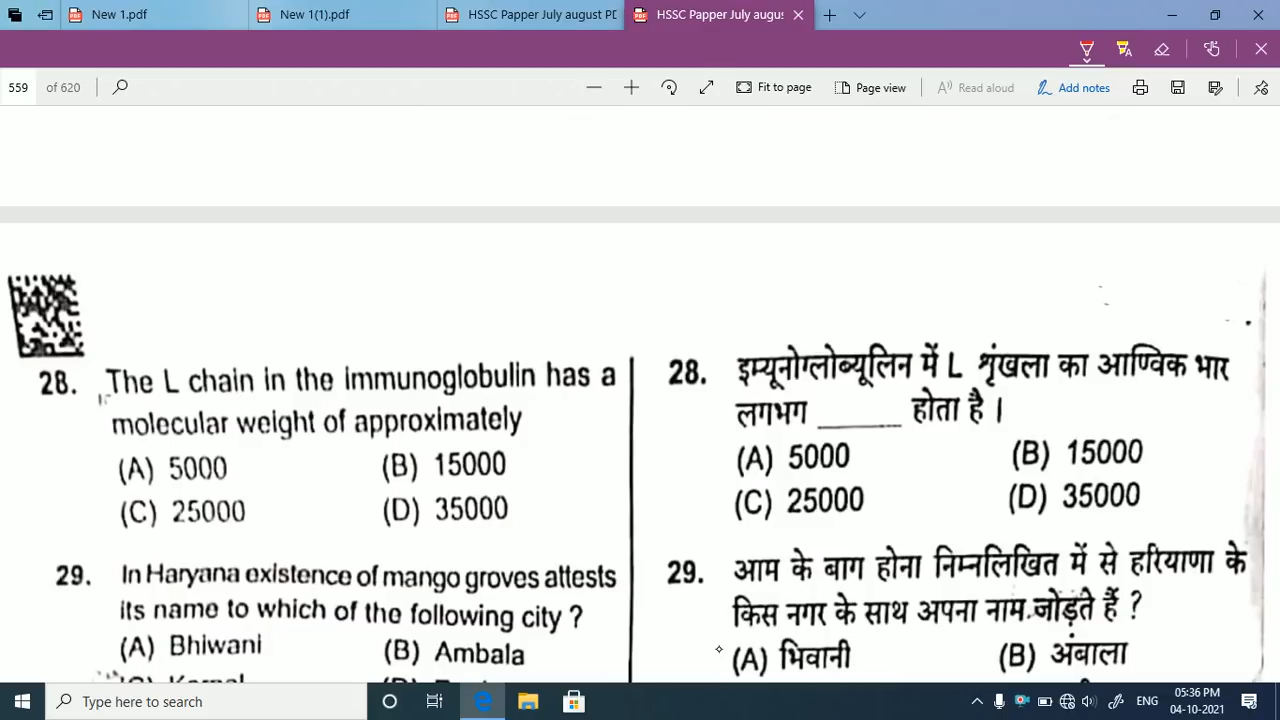 New 1.pdf
New 1(1).pdf
HSSC Papper July august PD
HSSC Papper July augus
559 of 620
Fit to page
Page view
Read aloud
Add notes
28. The L chain in the immunoglobulin has a
molecular weight of approximately
(A) 5000 (B) 15000
(C) 25000 (D) 35000
29. In Haryana existence of mango groves attests
its name to which of the following city ?
(A) Bhiwani (B) Ambala
28. इम्यूनोग्लोब्यूलिन में L शृंखला का आण्विक भार
लगभग ______ होता है ।
(A) 5000 (B) 15000
(C) 25000 (D) 35000
29. आम के बाग होना निम्नलिखित में से हरियाणा के
किस नगर के साथ अपना नाम जोड़ते हैं ?
(A) भिवानी (B) अंबाला
Type here to search
ENG
05:36 PM
04-10-2021